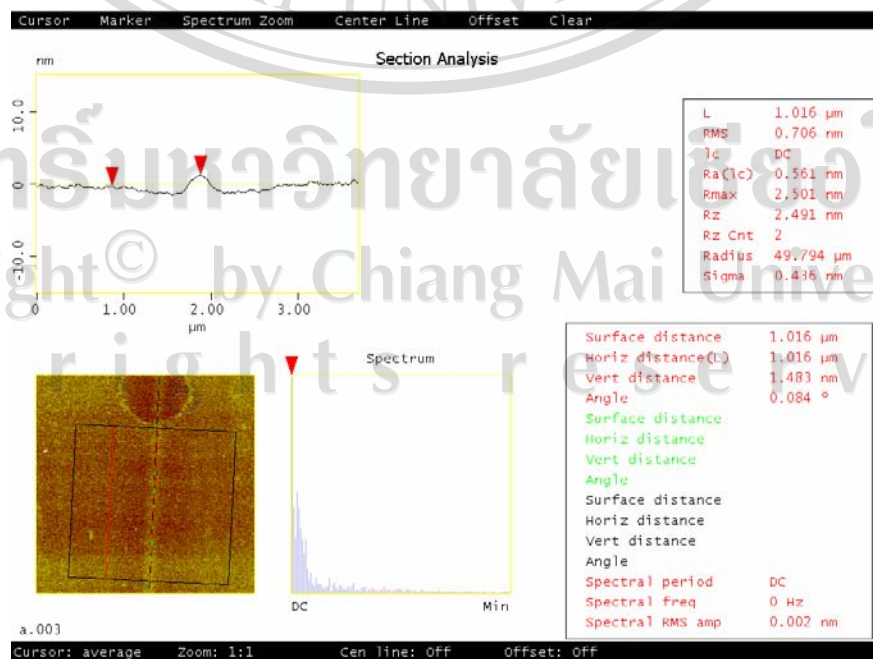 Cursor Marker Spectrum Zoom Center Line Offset Clear
Section Analysis
nm
10.0
0
-10.0
0 1.00 2.00 3.00
µm
L 1.016 µm
RMS 0.706 nm
lc DC
Ra(lc) 0.561 nm
Rmax 2.501 nm
Rz 2.491 nm
Rz Cnt 2
Radius 49.794 µm
Sigma 0.436 nm
Surface distance 1.016 µm
Horiz distance(L) 1.016 µm
Vert distance 1.483 nm
Angle 0.084 °
Surface distance
Horiz distance
Vert distance
Angle
Surface distance
Horiz distance
Vert distance
Angle
Spectral period DC
Spectral freq 0 Hz
Spectral RMS amp 0.002 nm
Spectrum
DC Min
a.003
Cursor: average Zoom: 1:1 Cen line: Off Offset: Off
มหาวิทยาลัยเชียงใ
ght © by Chiang Mai Unive
rights reserv